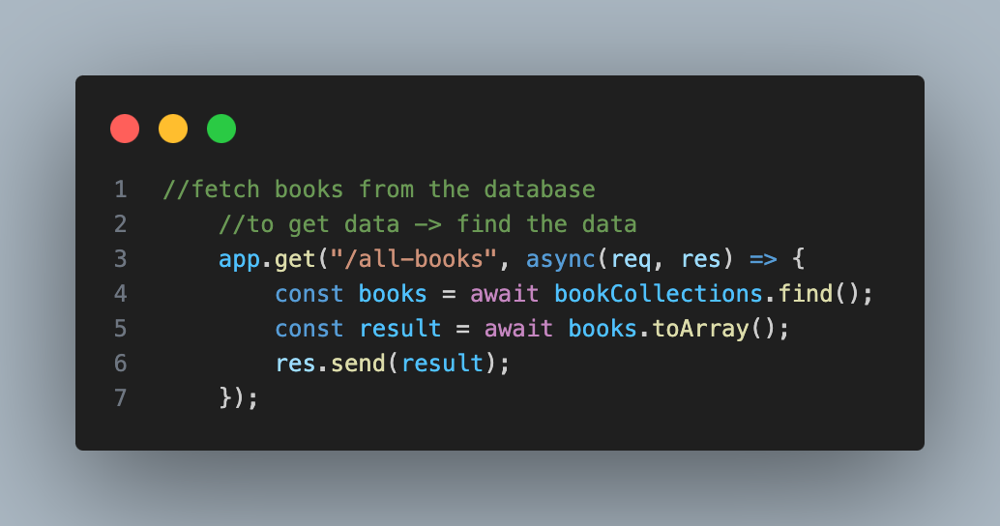 1 //fetch books from the database
2 //to get data -> find the data
3 app.get("/all-books", async(req, res) => {
4 const books = await bookCollections.find();
5 const result = await books.toArray();
6 res.send(result);
7 });